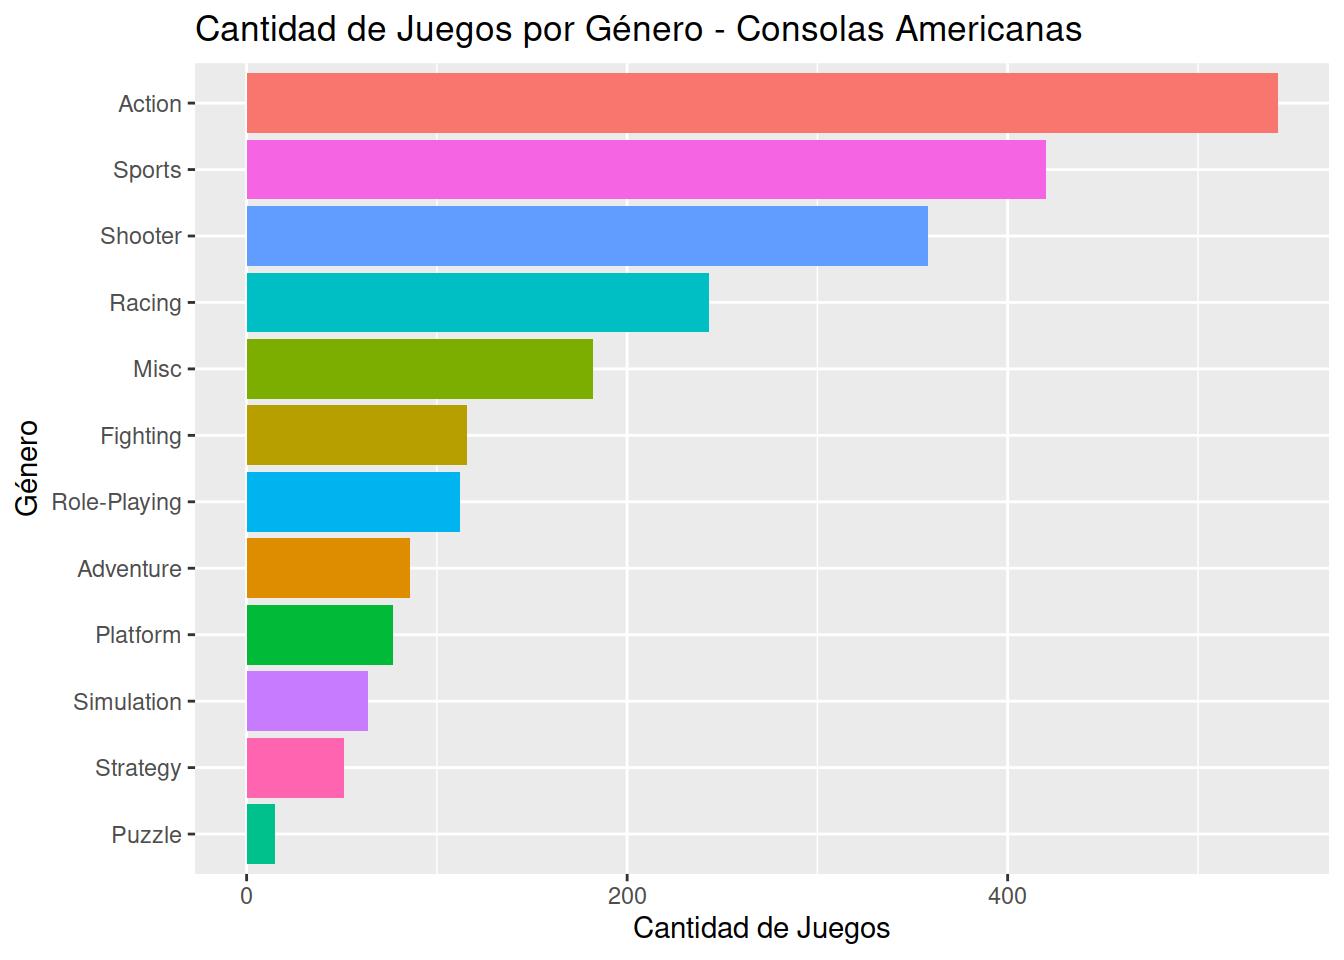 Cantidad de Juegos por Género - Consolas Americanas
Género
Action
Sports
Shooter
Racing
Misc
Fighting
Role-Playing
Adventure
Platform
Simulation
Strategy
Puzzle
0 200 400
Cantidad de Juegos